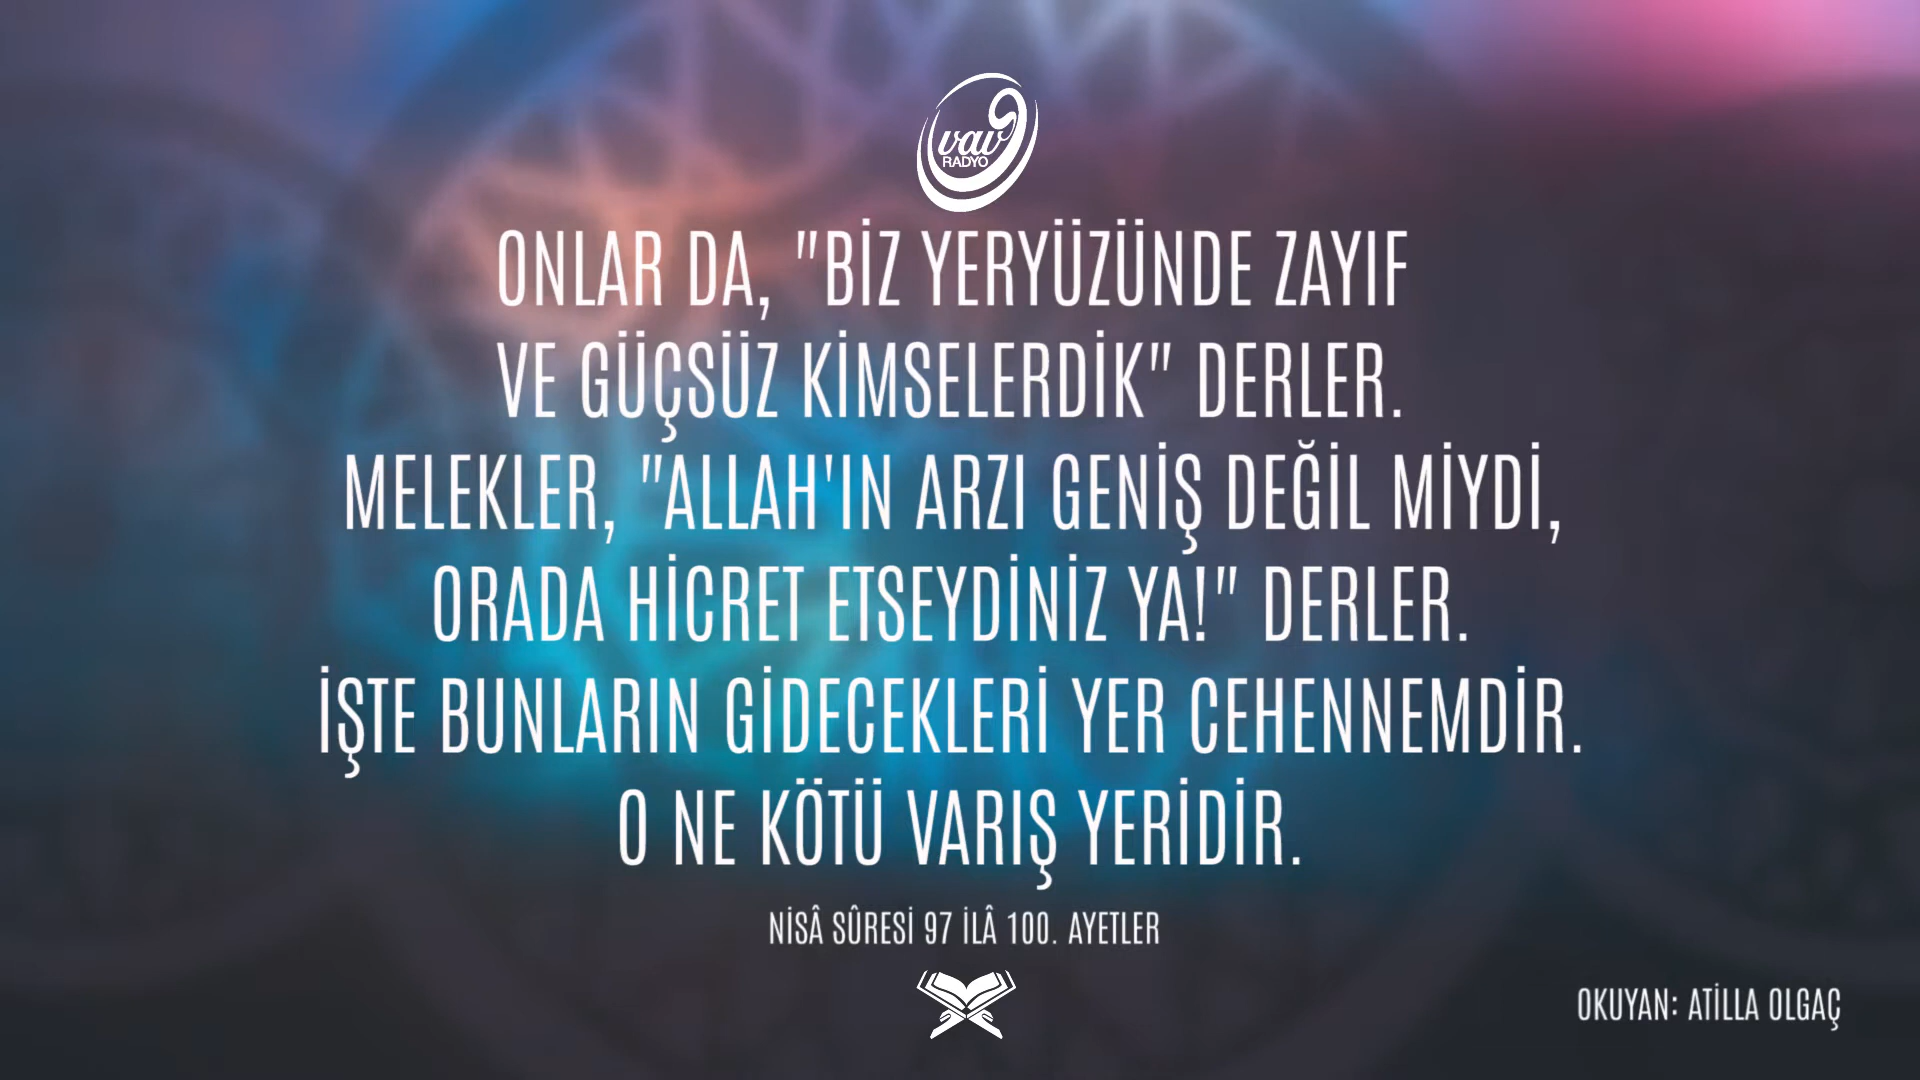 vav
RADYO
ONLAR DA, "BİZ YERYÜZÜNDE ZAYIF
VE GÜÇSÜZ KİMSELERDİK" DERLER.
MELEKLER, "ALLAH'IN ARZI GENİŞ DEĞİL MİYDİ,
ORADA HİCRET ETSEYDİNİZ YA!" DERLER.
İŞTE BUNLARIN GİDECEKLERİ YER CEHENNEMDİR.
O NE KÖTÜ VARIŞ YERİDİR.
NİSÂ SÛRESİ 97 İLÂ 100. AYETLER
OKUYAN: ATİLLA OLGAÇ